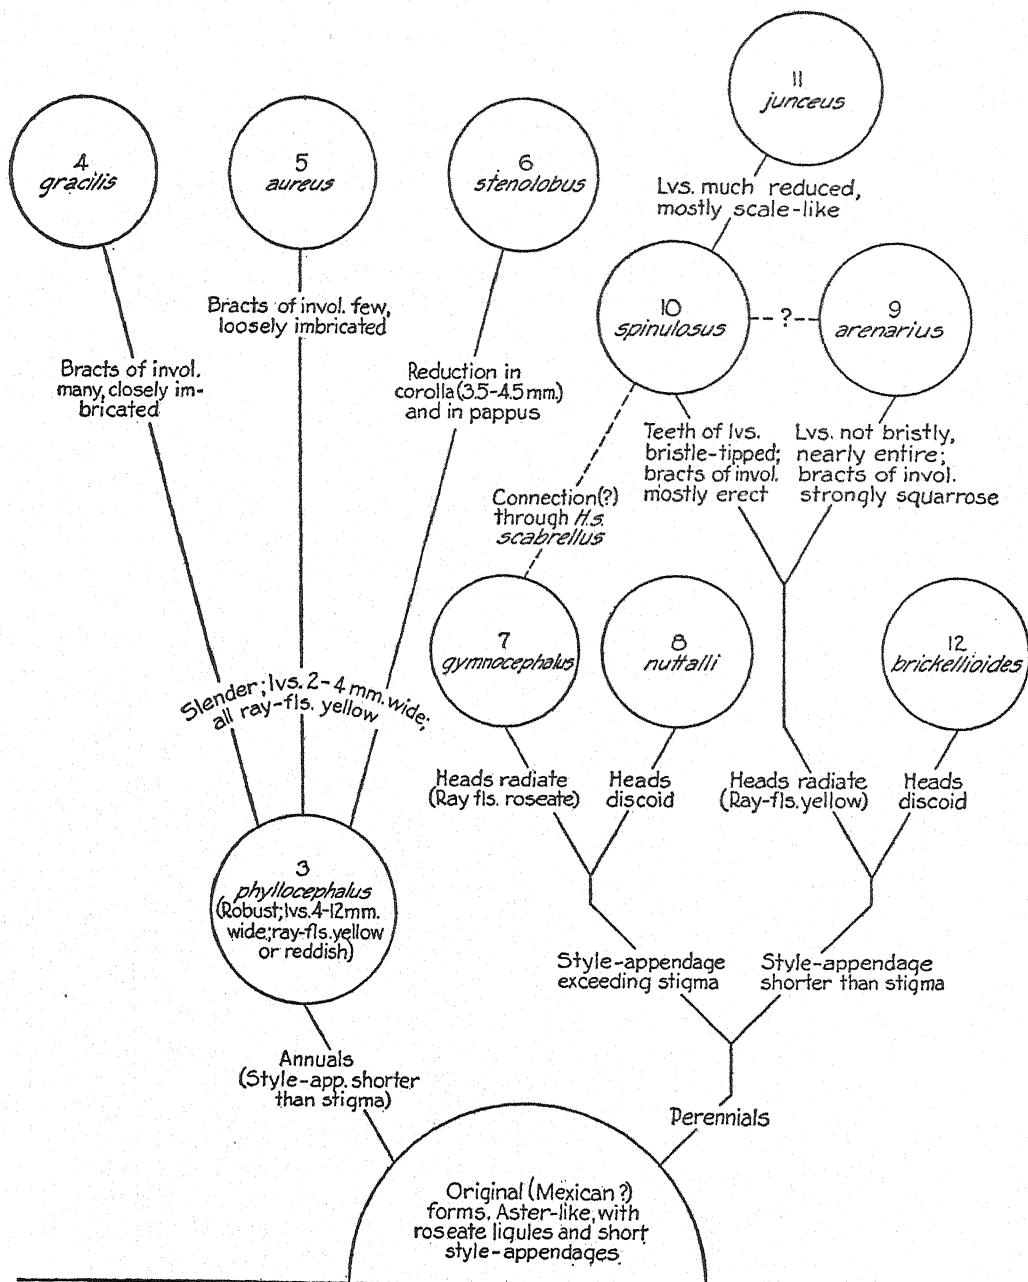 11
junceus
4
gracilis
5
aureus
6
stenolobus
Lvs. much reduced,
mostly scale-like
10
spinulosus
?
9
arenarius
Bracts of invol. few,
loosely imbricated
Bracts of invol.
many, closely im-
bricated
Reduction in
corolla (3.5-4.5 mm.)
and in pappus
Teeth of lvs.
bristle-tipped;
bracts of invol.
mostly erect
Lvs. not bristly,
nearly entire;
bracts of invol.
strongly squarrose
Connection(?)
through H.s.
scabrellus
7
gymnocephalus
8
nuttalli
12
brickellioides
Slender; lvs. 2-4 mm. wide;
all ray-fls. yellow
Heads radiate
(Ray fls. roseate)
Heads
discoid
Heads radiate
(Ray-fls. yellow)
Heads
discoid
3
phyllocephalus
(Robust; lvs. 4-12 mm.
wide; ray-fls. yellow
or reddish)
Style-appendage
exceeding stigma
Style-appendage
shorter than stigma
Annuals
(Style-app. shorter
than stigma)
Perennials
Original (Mexican ?)
forms. Aster-like, with
roseate ligules and short
style-appendages